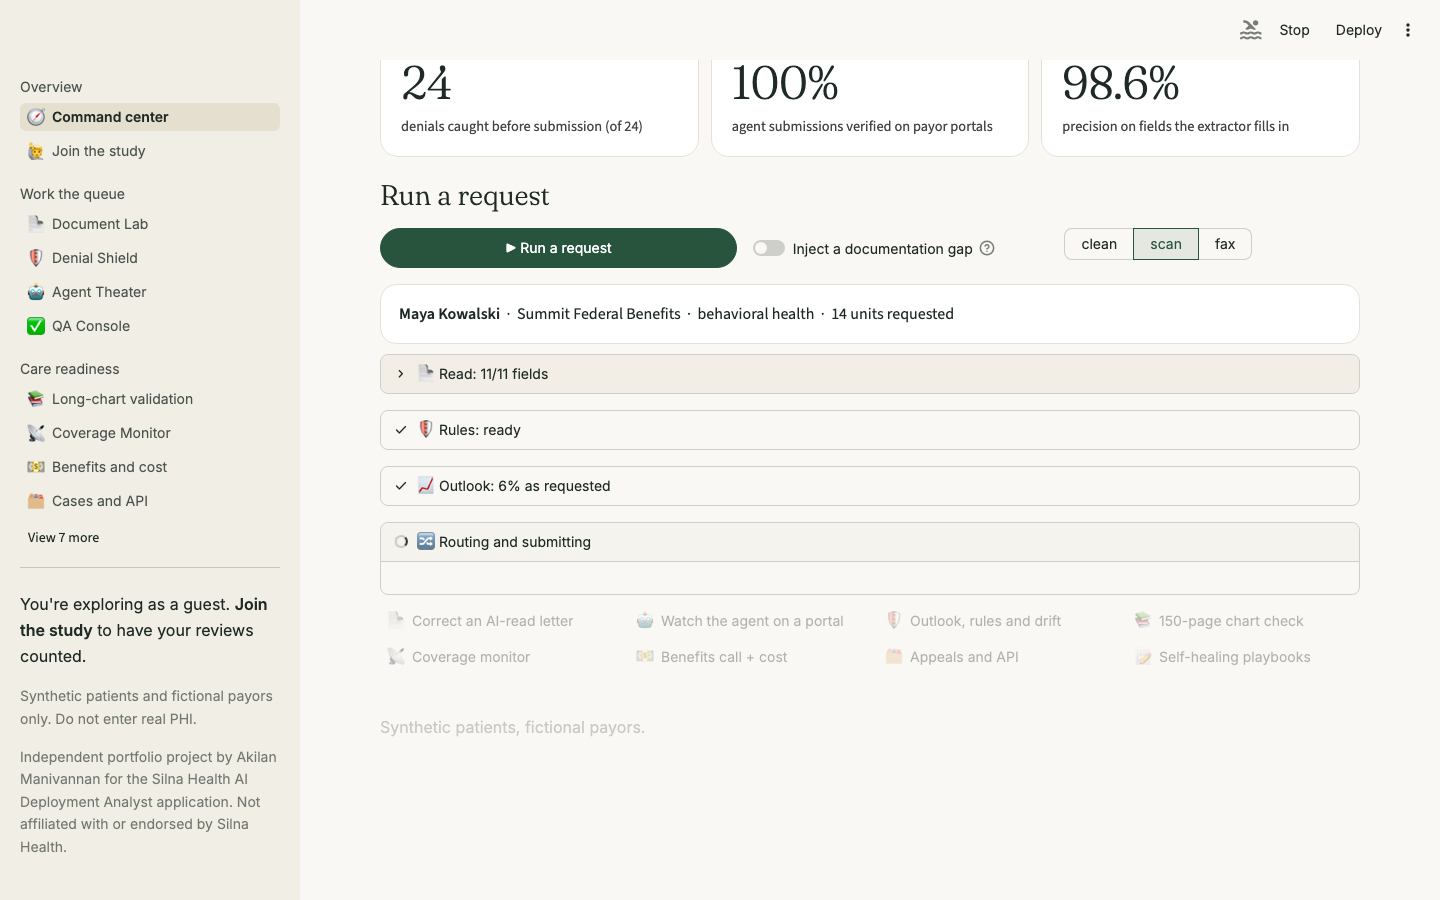 Stop
Deploy
Overview
Command center
Join the study
Work the queue
Document Lab
Denial Shield
Agent Theater
QA Console
Care readiness
Long-chart validation
Coverage Monitor
Benefits and cost
Cases and API
View 7 more
You're exploring as a guest. Join
the study to have your reviews
counted.
Synthetic patients and fictional payors
only. Do not enter real PHI.
Independent portfolio project by Akilan
Manivannan for the Silna Health AI
Deployment Analyst application. Not
affiliated with or endorsed by Silna
Health.
24
denials caught before submission (of 24)
100%
agent submissions verified on payor portals
98.6%
precision on fields the extractor fills in
Run a request
Run a request
Inject a documentation gap
clean
scan
fax
Maya Kowalski · Summit Federal Benefits · behavioral health · 14 units requested
Read: 11/11 fields
Rules: ready
Outlook: 6% as requested
Routing and submitting
Correct an AI-read letter
Watch the agent on a portal
Outlook, rules and drift
150-page chart check
Coverage monitor
Benefits call + cost
Appeals and API
Self-healing playbooks
Synthetic patients, fictional payors.